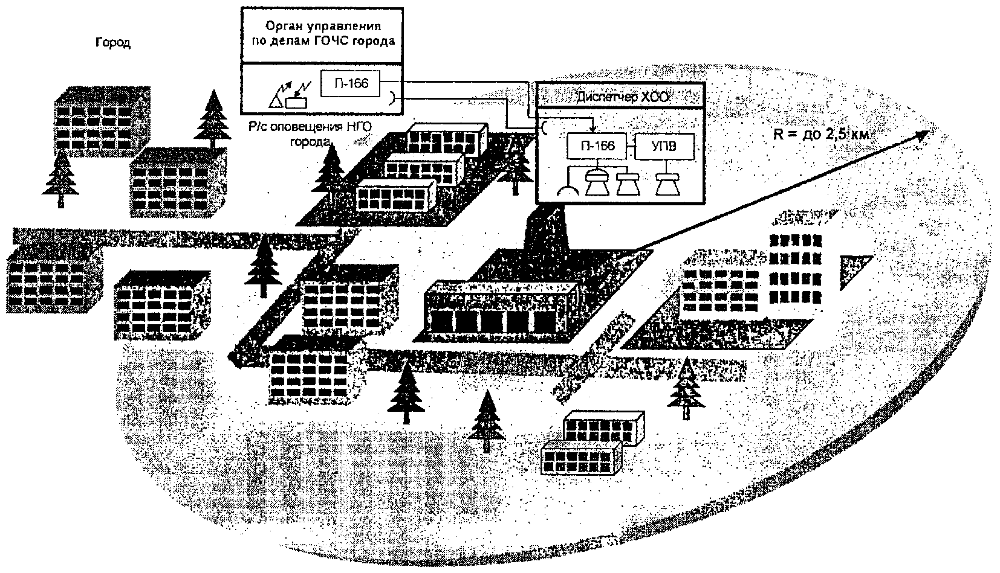 Город
Орган управления
по делам ГОЧС города
П-166
Р/с оповещения НГО
города
Диспетчер ХОО
П-166
УПВ
R = до 2,5 км